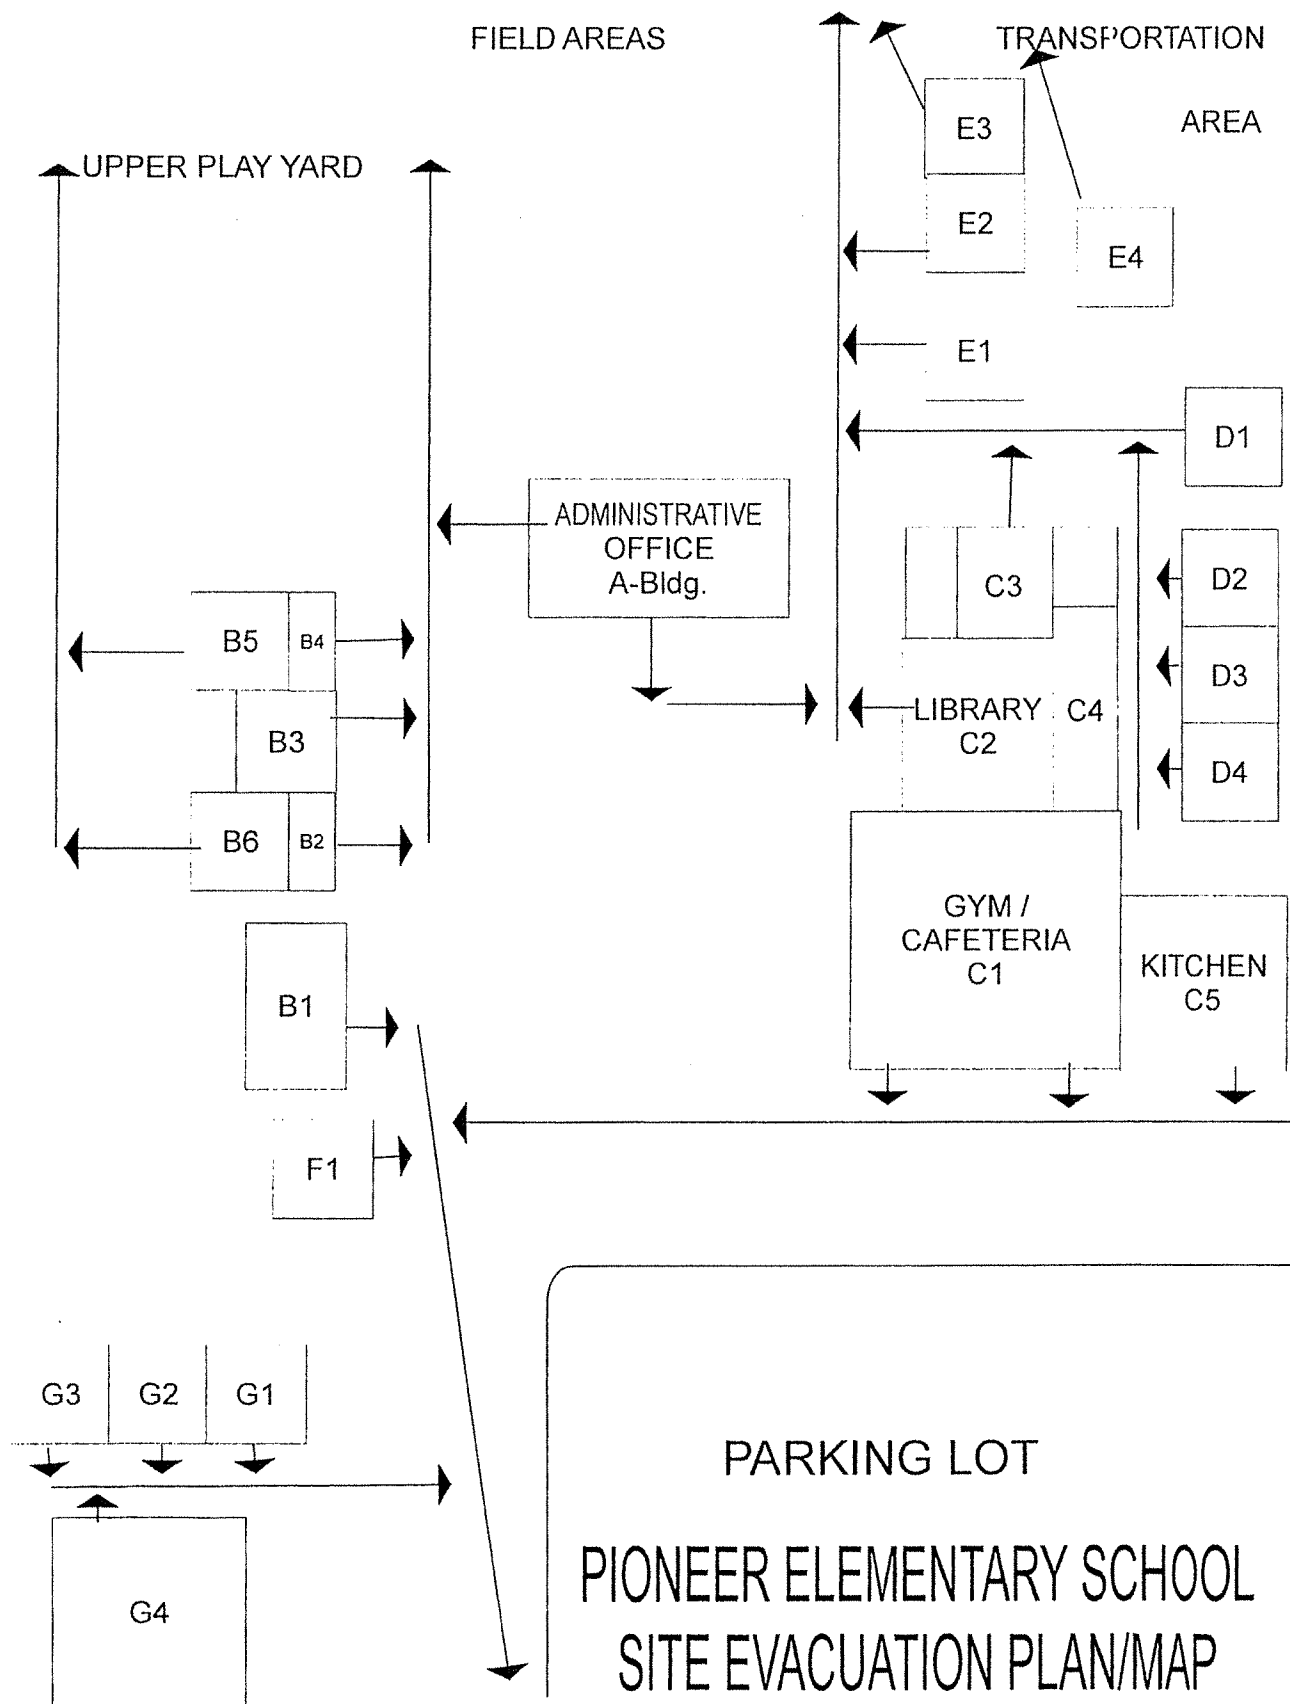 FIELD AREAS
TRANSPORTATION
AREA
UPPER PLAY YARD
E3
E2
E4
E1
D1
ADMINISTRATIVE
OFFICE
A-Bldg.
C3
D2
B5
B4
D3
LIBRARY
C2
C4
B3
D4
B6
B2
GYM /
CAFETERIA
C1
KITCHEN
C5
B1
F1
G3
G2
G1
PARKING LOT
G4
PIONEER ELEMENTARY SCHOOL
SITE EVACUATION PLAN/MAP